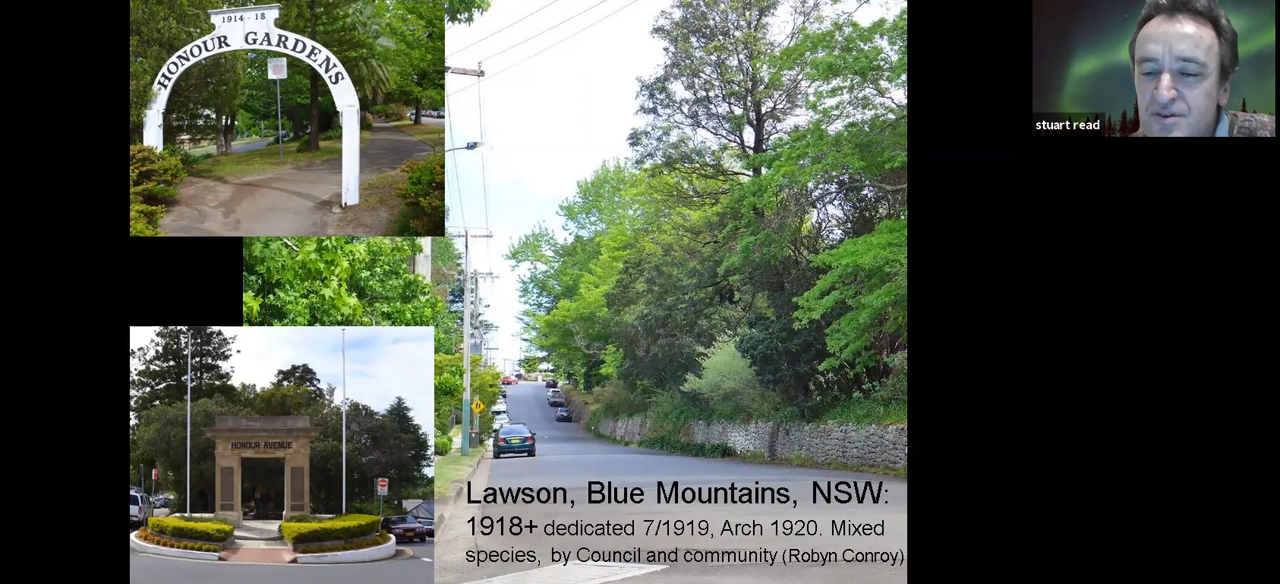 1914-18
HONOUR GARDENS
stuart read
HONOUR AVENUE
Lawson, Blue Mountains, NSW:
1918+ dedicated 7/1919, Arch 1920. Mixed
species, by Council and community (Robyn Conroy)